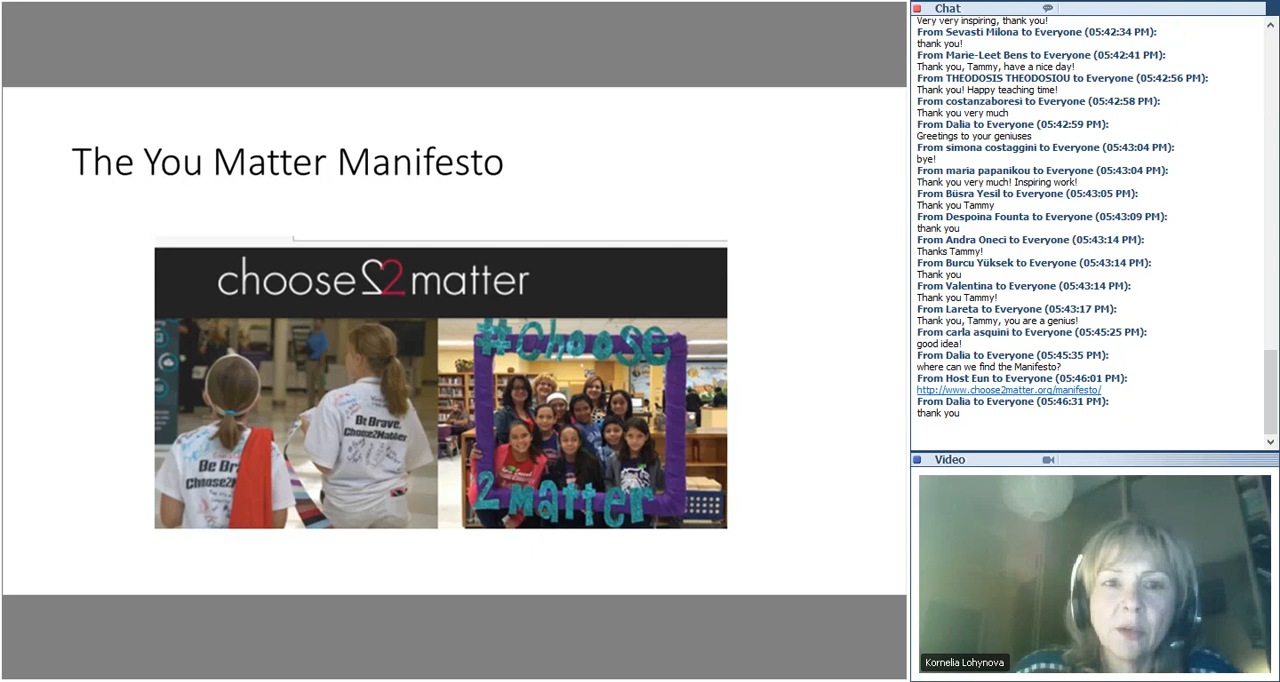 The You Matter Manifesto
choose2matter
Be Brave.
Choose2Matter
Be Bra
Choose2
#Choose
2 matter
Chat
Very very inspiring, thank you!
From Sevasti Milona to Everyone (05:42:34 PM):
thank you!
From Marie-Leet Bens to Everyone (05:42:41 PM):
Thank you, Tammy, have a nice day!
From THEODOSIS THEODOSIOU to Everyone (05:42:56 PM):
Thank you! Happy teaching time!
From costanzaboresi to Everyone (05:42:58 PM):
Thank you very much
From Dalia to Everyone (05:42:59 PM):
Greetings to your geniuses
From simona costaggini to Everyone (05:43:04 PM):
bye!
From maria papanikou to Everyone (05:43:04 PM):
Thank you very much! Inspiring work!
From Büsra Yesil to Everyone (05:43:05 PM):
Thank you Tammy
From Despoina Founta to Everyone (05:43:09 PM):
thank you
From Andra Oneci to Everyone (05:43:14 PM):
Thanks Tammy!
From Burcu Yüksek to Everyone (05:43:14 PM):
Thank you
From Valentina to Everyone (05:43:14 PM):
Thank you Tammy!
From Lareta to Everyone (05:43:17 PM):
Thank you, Tammy, you are a genius!
From carla asquini to Everyone (05:45:25 PM):
good idea!
From Dalia to Everyone (05:45:35 PM):
where can we find the Manifesto?
From Host Eun to Everyone (05:46:01 PM):
http://www.choose2matter.org/manifesto/
From Dalia to Everyone (05:46:31 PM):
thank you
Video
Kornelia Lohynova